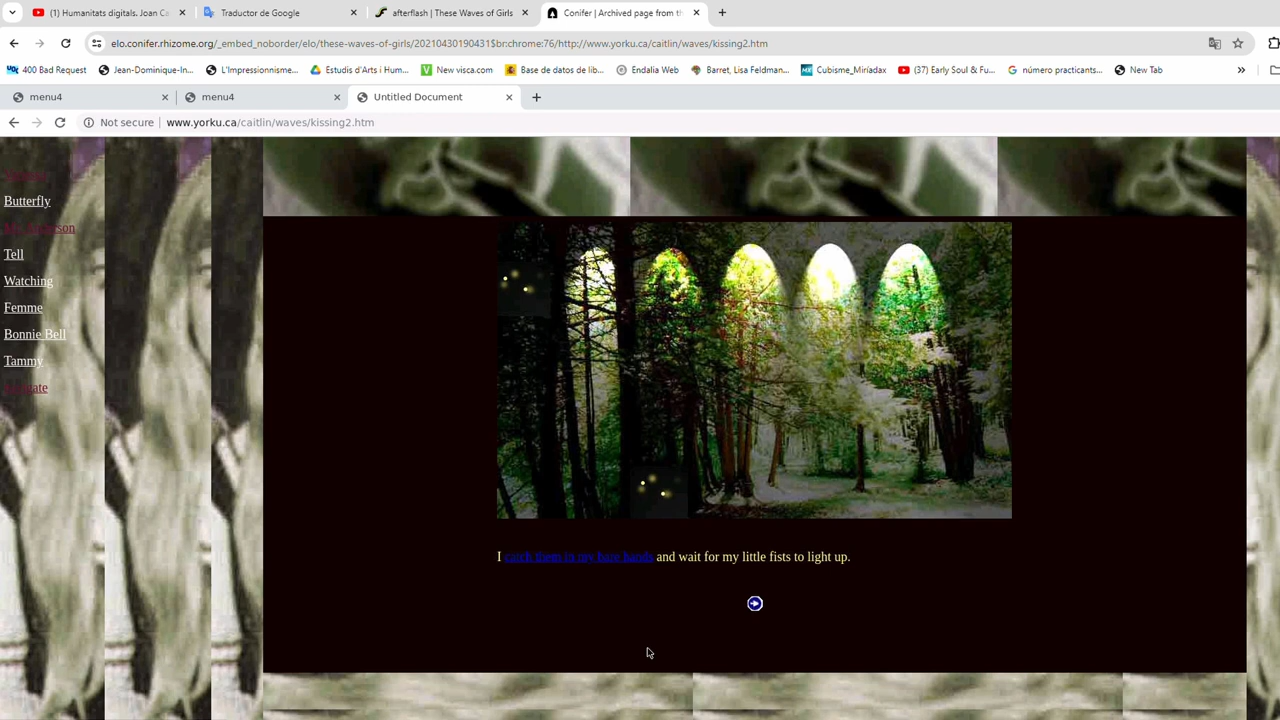 (1) Humanitats digitals. Joan Ca
Traductor de Google
afterflash | These Waves of Girls
Conifer | Archived page from th
elo.conifer.rhizome.org/_embed_noborder/elo/these-waves-of-girls/20210430190431$br:chrome:76/http://www.yorku.ca/caitlin/waves/kissing2.htm
400 Bad Request
Jean-Dominique-In...
L'Impressionnisme...
Estudis d'Arts i Hum...
New visca.com
Base de datos de lib...
Endalia Web
Barret, Lisa Feldman...
Cubisme_Miríadax
(37) Early Soul & Fu...
número practicants...
New Tab
menu4
menu4
Untitled Document
Not secure
www.yorku.ca/caitlin/waves/kissing2.htm
Butterfly
Mr. Anderson
Tell
Watching
Femme
Bonnie Bell
Tammy
I catch them in my bare hands and wait for my little fists to light up.